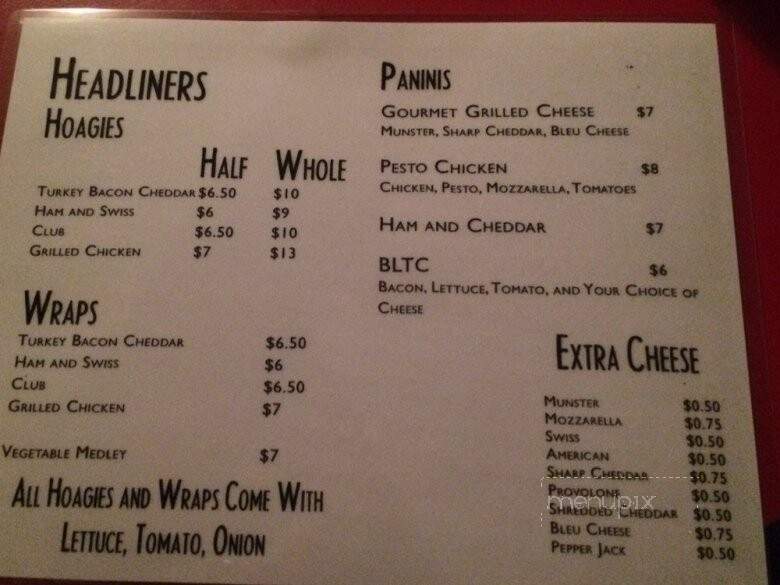 HEADLINERS
HOAGIES
HALF WHOLE
TURKEY BACON CHEDDAR $6.50 $10
HAM AND SWISS $6 $9
CLUB $6.50 $10
GRILLED CHICKEN $7 $13
WRAPS
TURKEY BACON CHEDDAR $6.50
HAM AND SWISS $6
CLUB $6.50
GRILLED CHICKEN $7
VEGETABLE MEDLEY $7
ALL HOAGIES AND WRAPS COME WITH
LETTUCE, TOMATO, ONION
PANINIS
GOURMET GRILLED CHEESE $7
MUNSTER, SHARP CHEDDAR, BLEU CHEESE
PESTO CHICKEN $8
CHICKEN, PESTO, MOZZARELLA, TOMATOES
HAM AND CHEDDAR $7
BLTC $6
BACON, LETTUCE, TOMATO, AND YOUR CHOICE OF
CHEESE
EXTRA CHEESE
MUNSTER $0.50
MOZZARELLA $0.75
SWISS $0.50
AMERICAN $0.50
SHARP CHEDDAR $0.75
PROVOLONE $0.50
SHREDDED CHEDDAR $0.50
BLEU CHEESE $0.75
PEPPER JACK $0.50
menupix